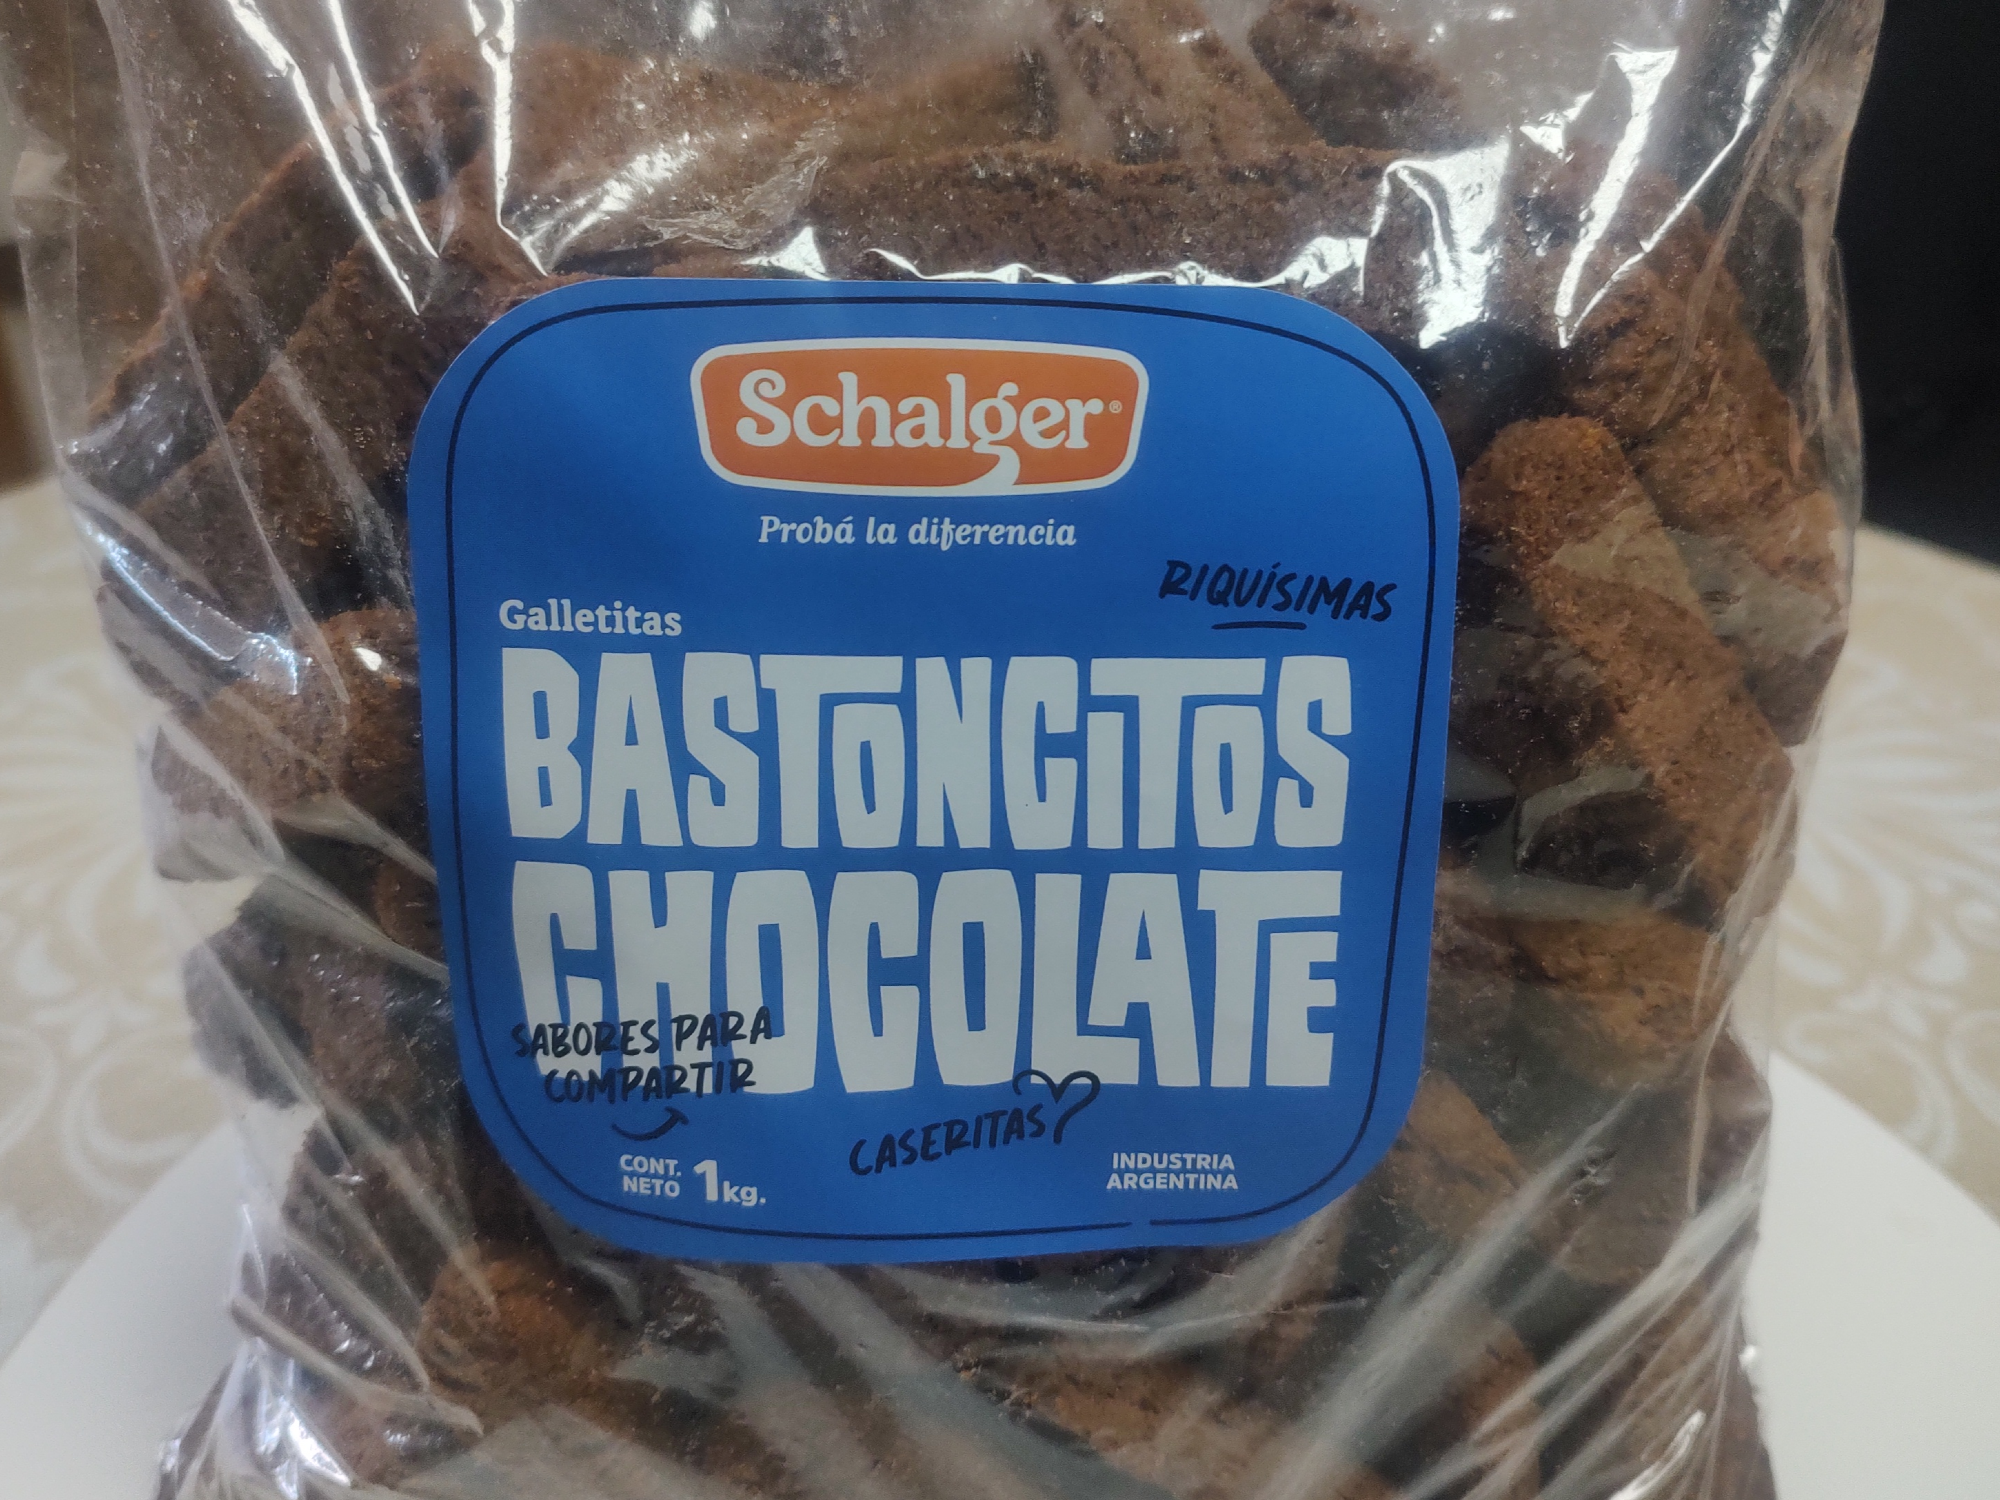 Schalger®
Probá la diferencia
RIQUÍSIMAS
Galletitas
BASTONCITOS
CHOCOLATE
SABORES PARA
COMPARTIR
CASERITAS
CONT.
NETO 1kg.
INDUSTRIA
ARGENTINA